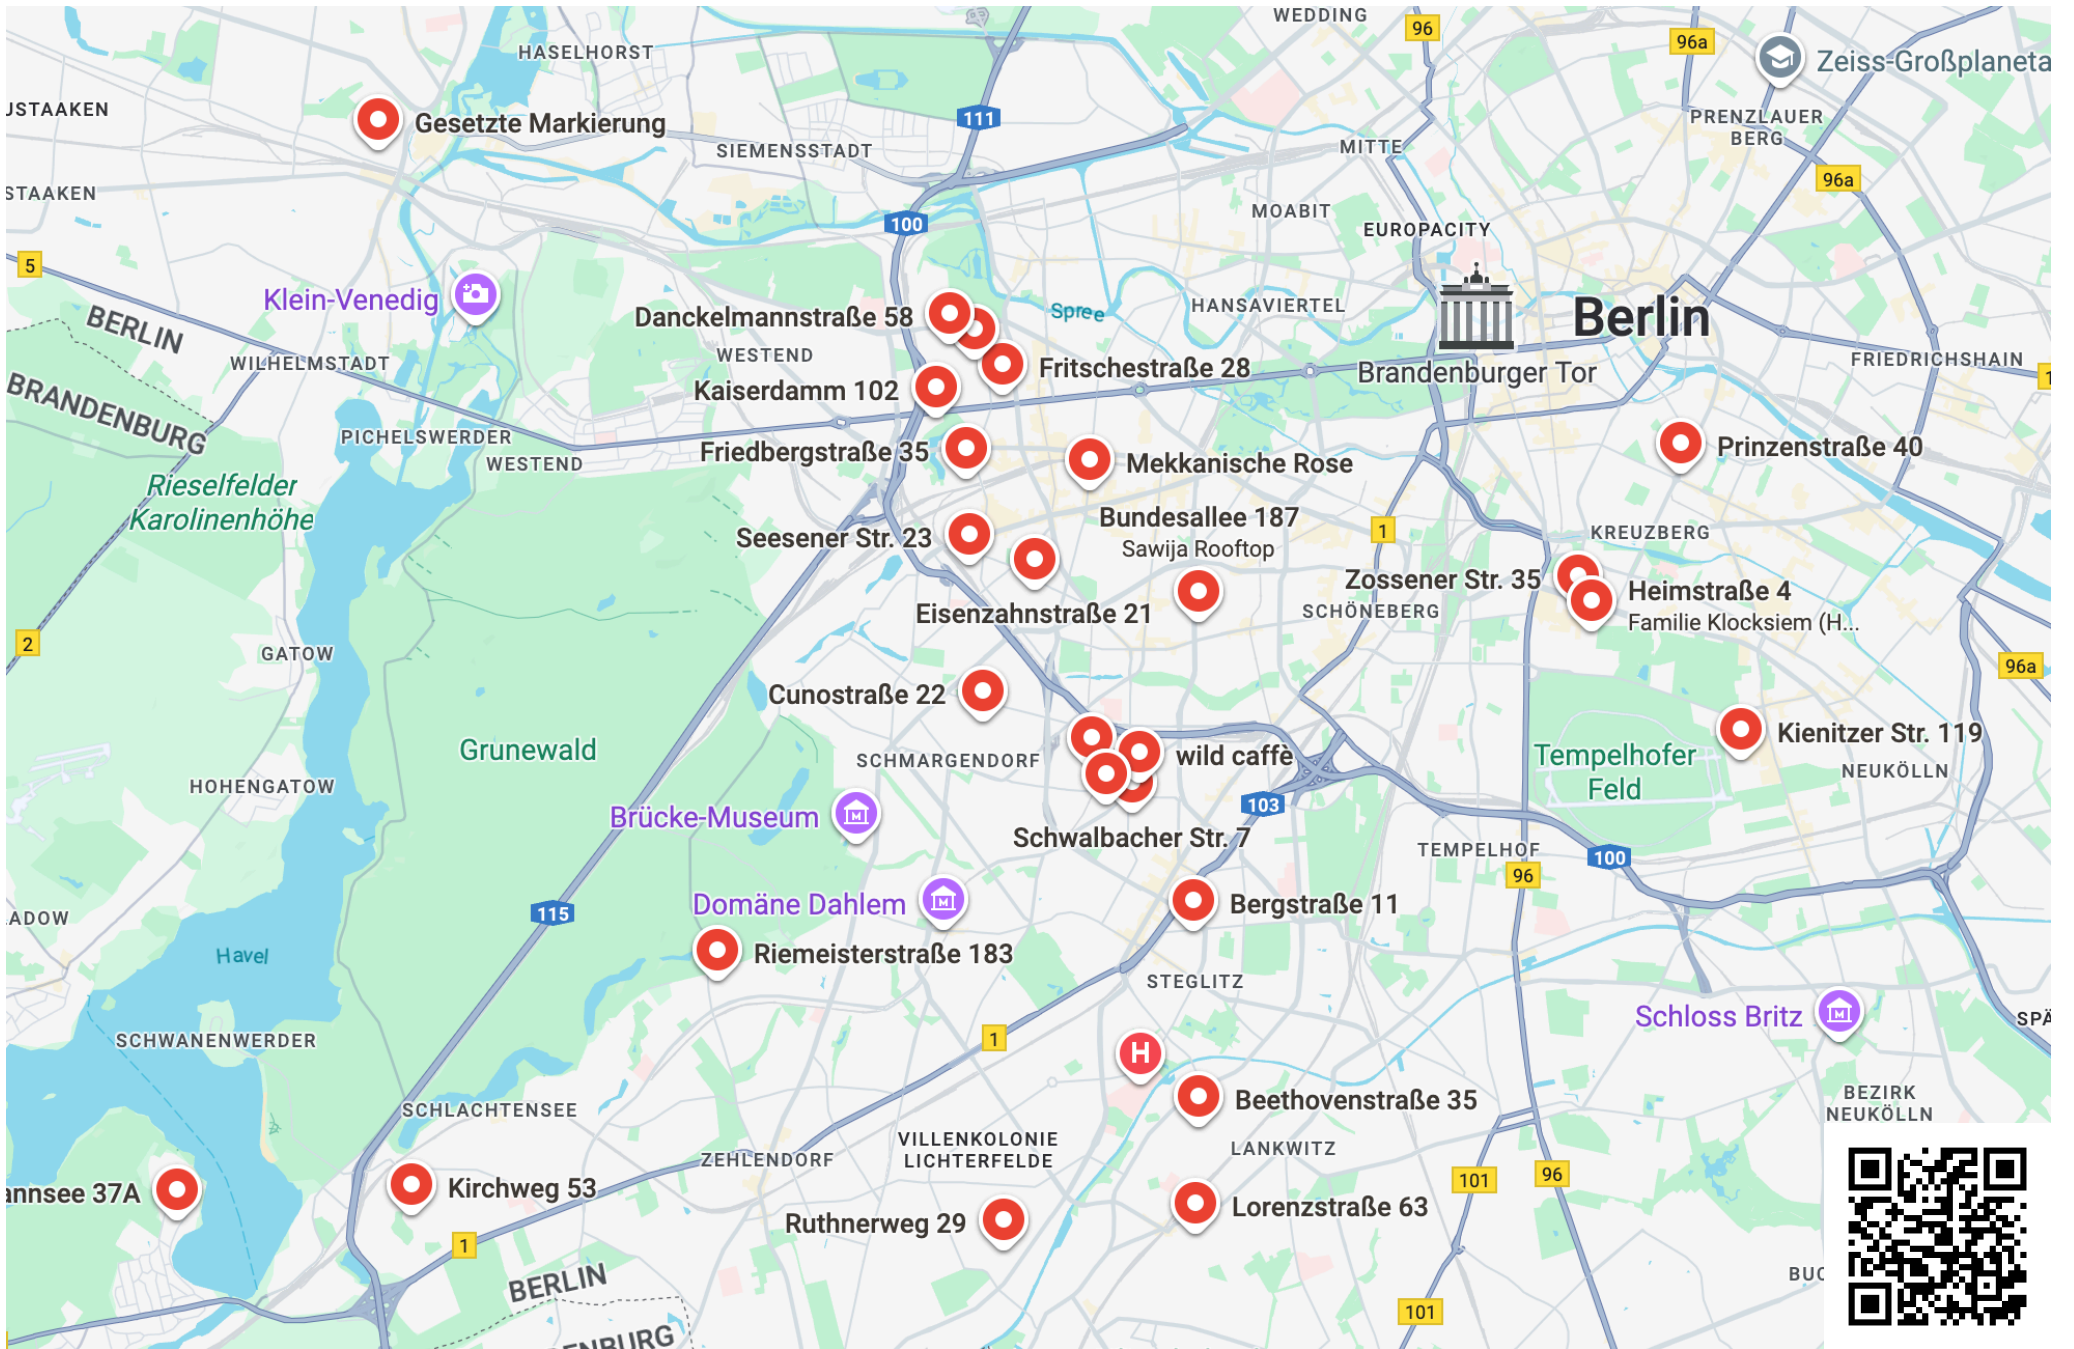 WEDDING
96
96a
Zeiss-Großplaneta
HASELHORST
USTAAKEN
Gesetzte Markierung
111
PRENZLAUER
BERG
SIEMENSSTADT
MITTE
STAAKEN
96a
MOABIT
100
EUROPACITY
5
Klein-Venedig
BERLIN
Danckelmannstraße 58
Spree
HANSAVIERTEL
Berlin
WILHELMSTADT
WESTEND
Fritschestraße 28
Brandenburger Tor
FRIEDRICHSHAIN
1
BRANDENBURG
Kaiserdamm 102
PICHELSWERDER
WESTEND
Friedbergstraße 35
Mekkanische Rose
Prinzenstraße 40
Rieselfelder
Karolinenhöhe
Bundesallee 187
Sawija Rooftop
1
KREUZBERG
Seesener Str. 23
Zossener Str. 35
Heimstraße 4
Familie Klocksiem (H...
Eisenzahnstraße 21
SCHÖNEBERG
2
GATOW
96a
Cunostraße 22
Grunewald
SCHMARGENDORF
wild caffè
Tempelhofer
Feld
Kienitzer Str. 119
NEUKÖLLN
HOHENGATOW
Brücke-Museum
103
Schwalbacher Str. 7
TEMPELHOF
100
96
Domäne Dahlem
Bergstraße 11
115
ADOW
Havel
Riemeisterstraße 183
STEGLITZ
Schloss Britz
SPÄ
SCHWANENWERDER
1
H
SCHLACHTENSEE
Beethovenstraße 35
BEZIRK
NEUKÖLLN
VILLENKOLONIE
LICHTERFELDE
LANKWITZ
ZEHLENDORF
annsee 37A
Kirchweg 53
101
96
Ruthnerweg 29
Lorenzstraße 63
1
BERLIN
BUC
101
ENBURG